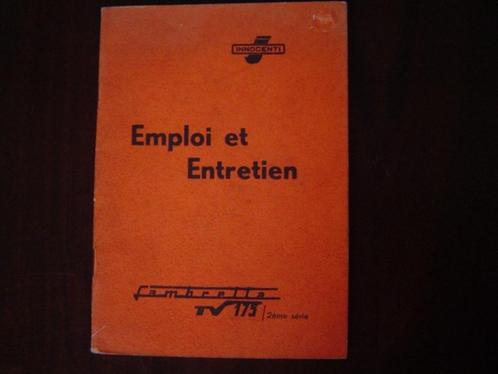 INNOCENTI
Emploi et
Entretien
Lambretta
TV 175 / 2ème série